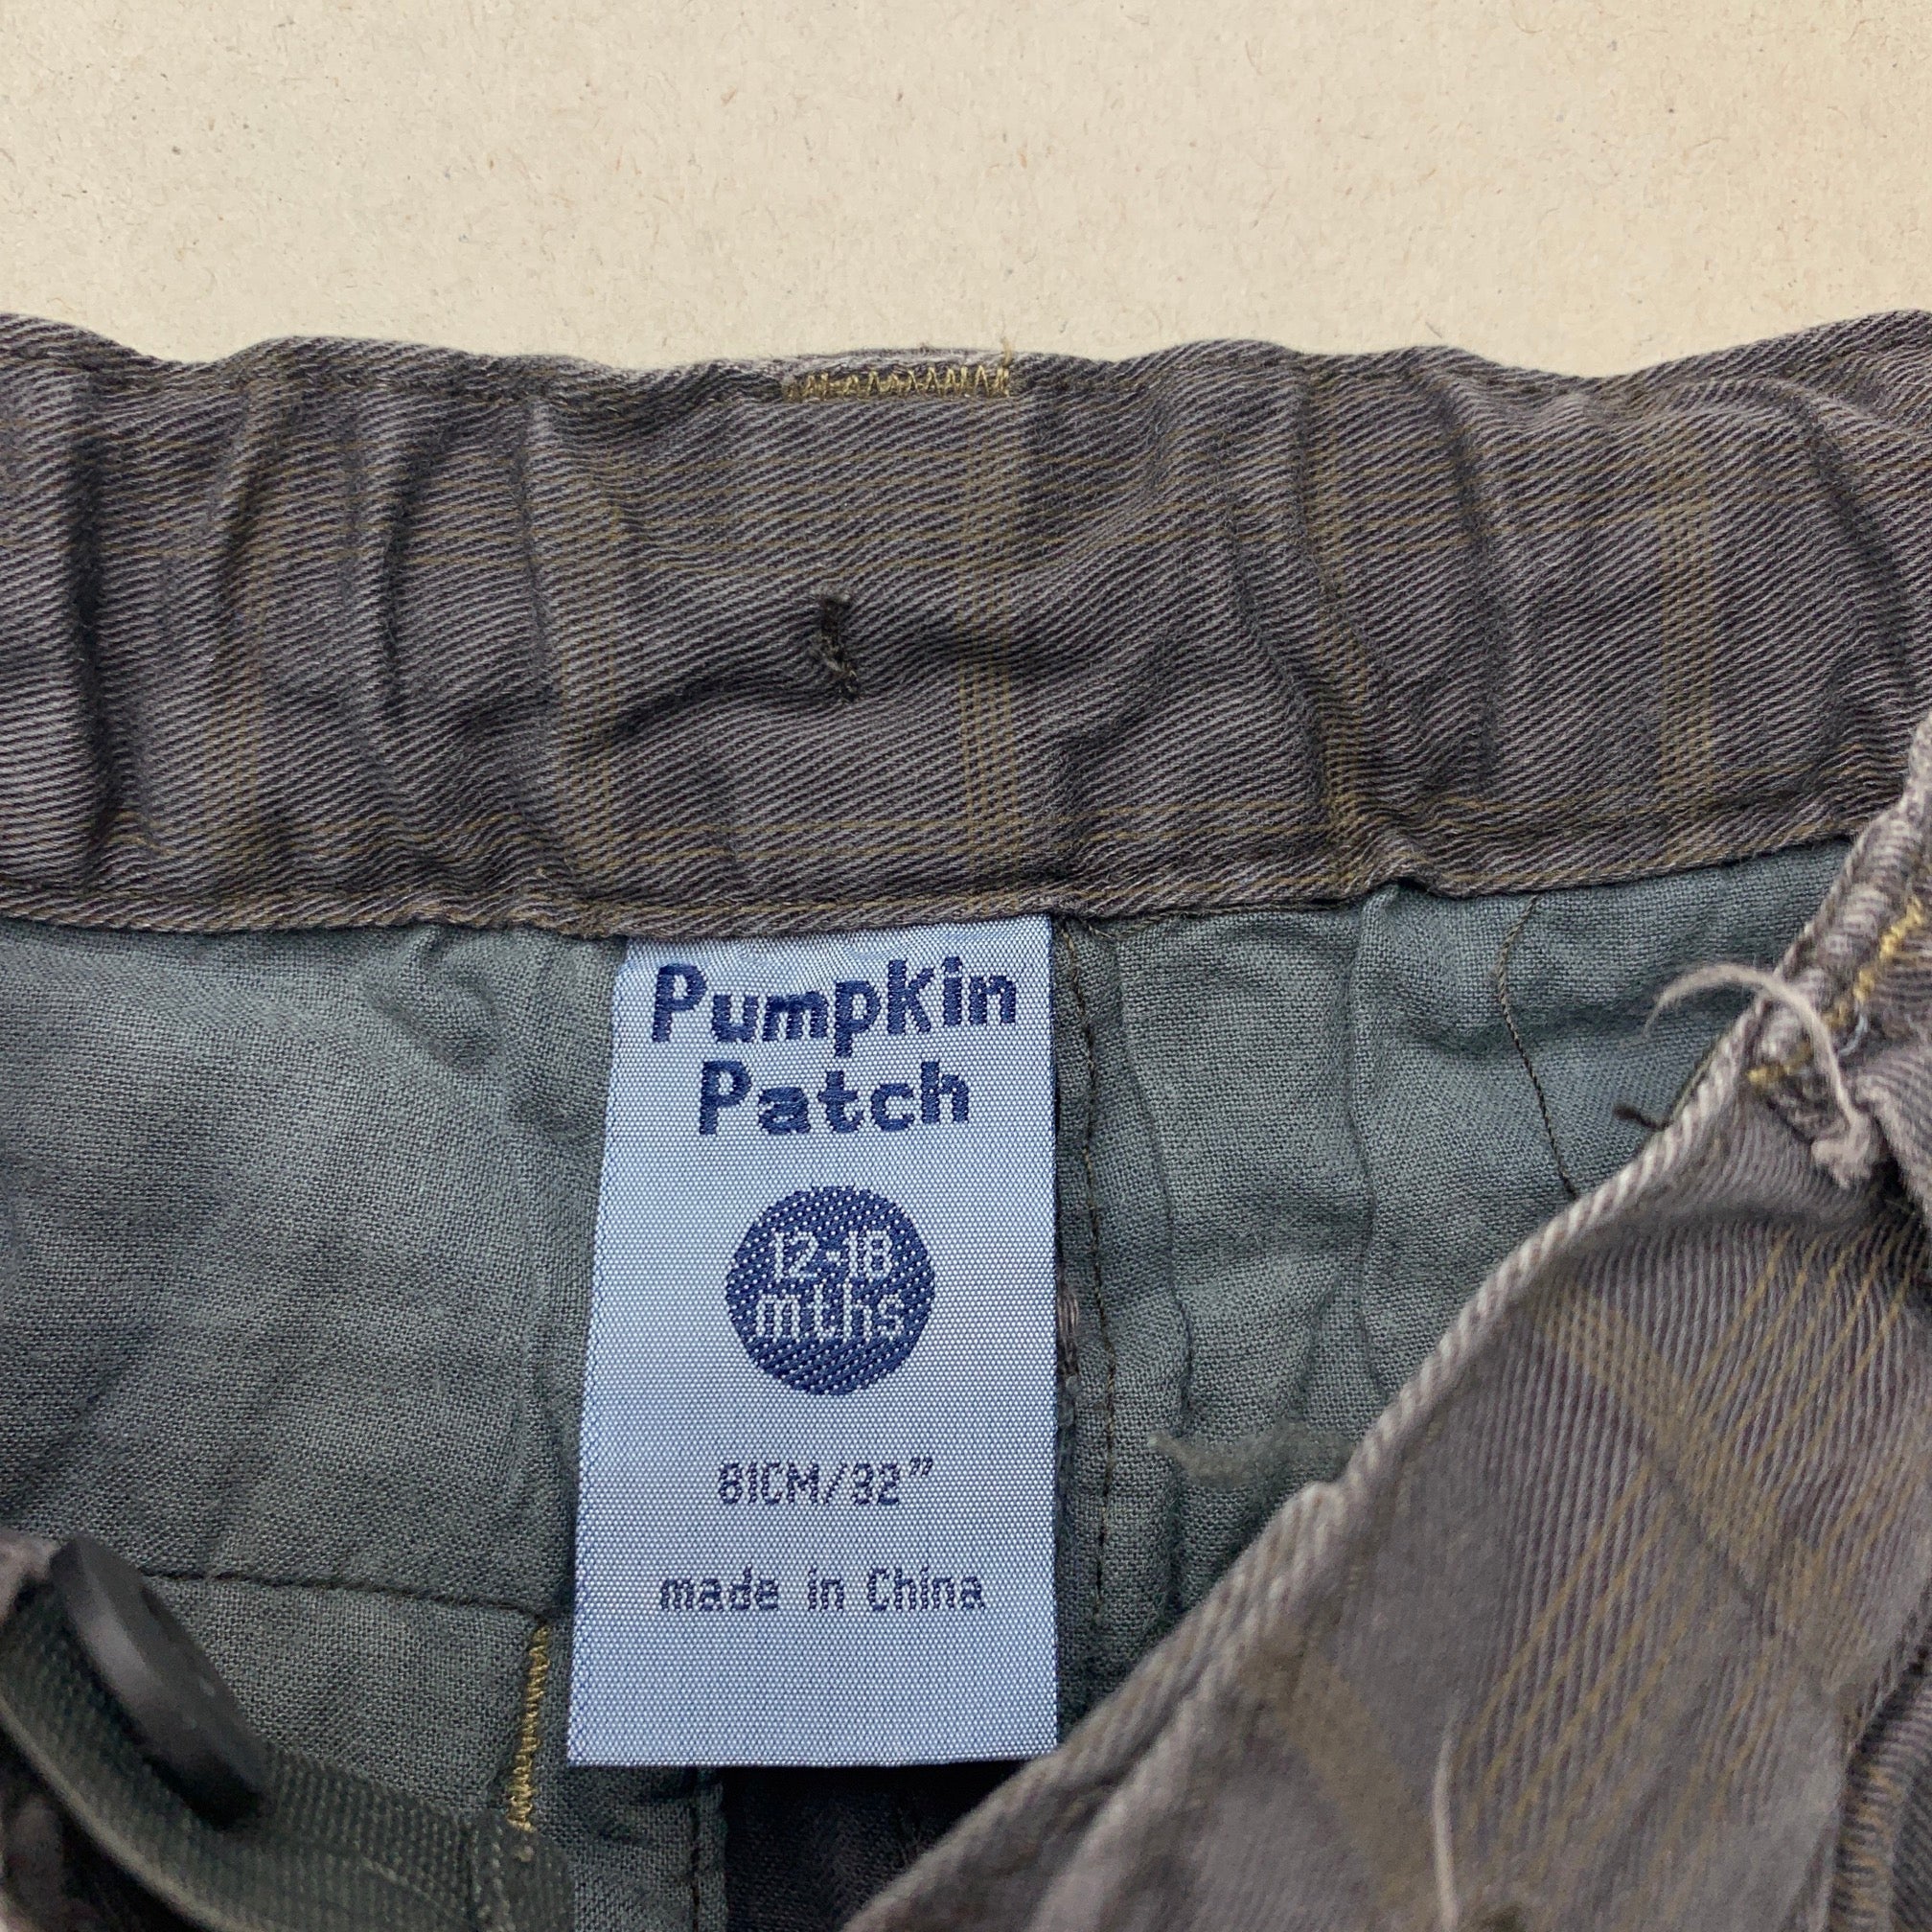 Pumpkin
Patch
12-18
mths
81CM/32"
made in China